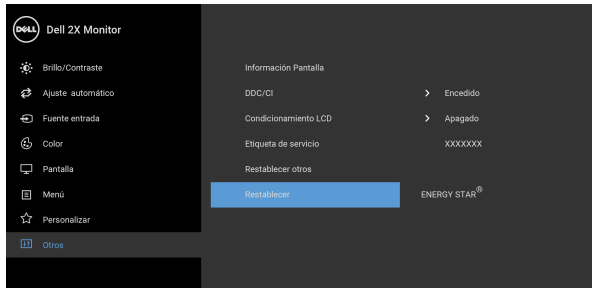 DELL Dell 2X Monitor
Brillo/Contraste
Información Pantalla
Ajuste automático
DDC/CI > Encedido
Fuente entrada
Condicionamiento LCD > Apagado
Color
Etiqueta de servicio XXXXXXX
Pantalla
Restablecer otros
Menú
Restablecer ENERGY STAR®
Personalizar
Otros